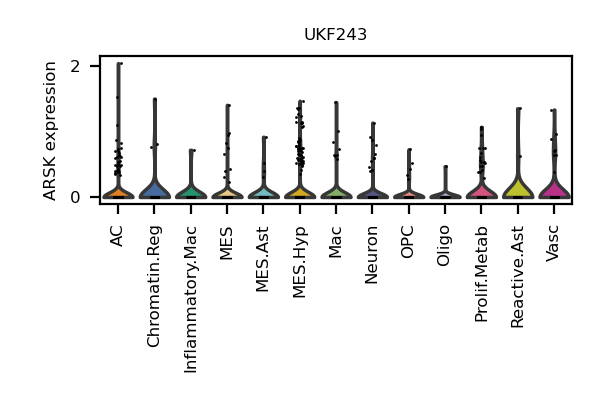 UKF243
ARSK expression
2
0
AC
Chromatin.Reg
Inflammatory.Mac
MES
MES.Ast
MES.Hyp
Mac
Neuron
OPC
Oligo
Prolif.Metab
Reactive.Ast
Vasc